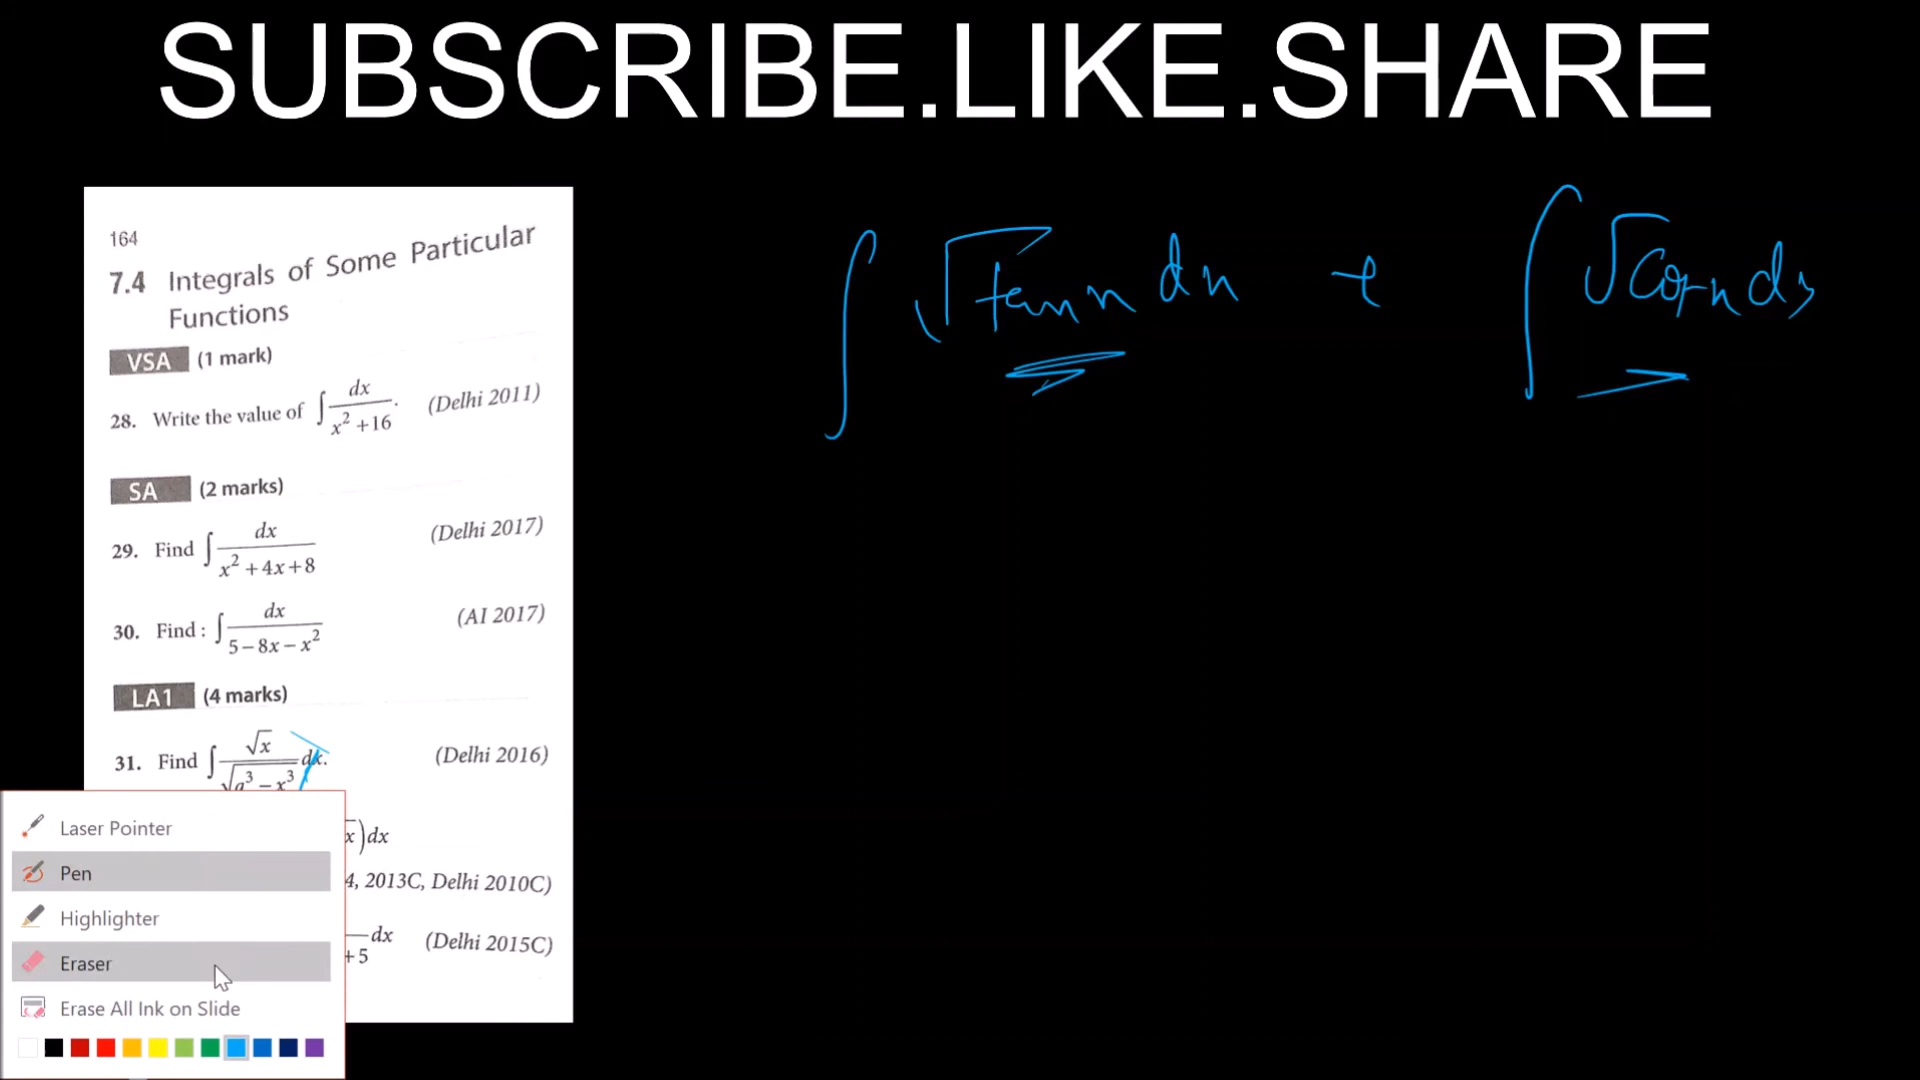 SUBSCRIBE.LIKE.SHARE
164
7.4 Integrals of Some Particular
Functions
VSA (1 mark)
28. Write the value of ∫ dx / x² +16 . (Delhi 2011)
SA (2 marks)
29. Find ∫ dx / x² +4x+8 (Delhi 2017)
30. Find : ∫ dx / 5−8x−x² (AI 2017)
LA1 (4 marks)
31. Find ∫ √x / √a³ − x³ dx. (Delhi 2016)
x)dx
4, 2013C, Delhi 2010C)
dx (Delhi 2015C)
+5
∫ √tan x dx ∫ √cot x dx
Laser Pointer
Pen
Highlighter
Eraser
Erase All Ink on Slide